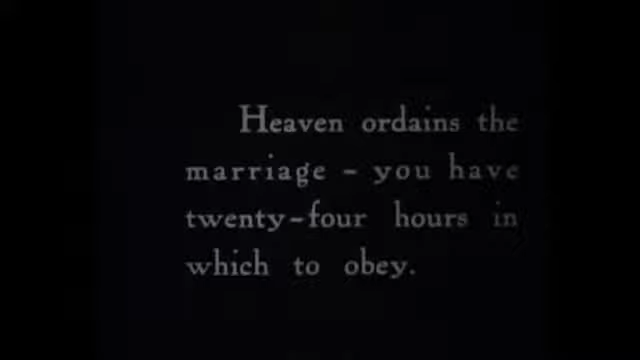 Heaven ordains the
marriage - you have
twenty-four hours in
which to obey.